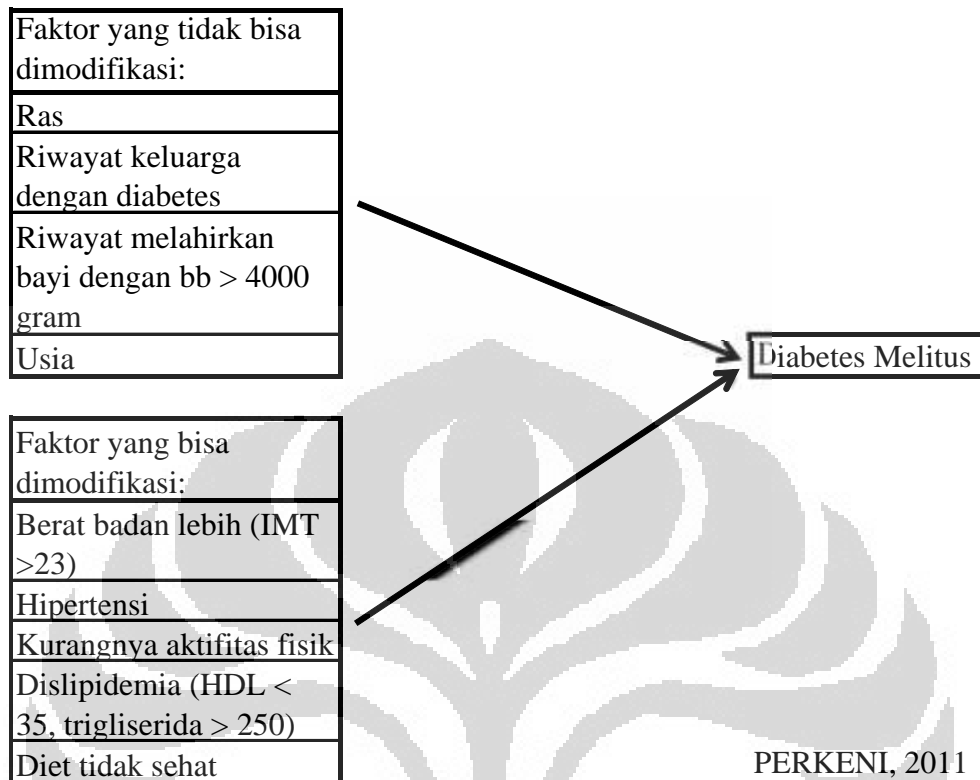 Faktor yang tidak bisa
dimodifikasi:
Ras
Riwayat keluarga
dengan diabetes
Riwayat melahirkan
bayi dengan bb > 4000
gram
Usia
Diabetes Melitus
Faktor yang bisa
dimodifikasi:
Berat badan lebih (IMT
>23)
Hipertensi
Kurangnya aktifitas fisik
Dislipidemia (HDL <
35, trigliserida > 250)
Diet tidak sehat
PERKENI, 2011